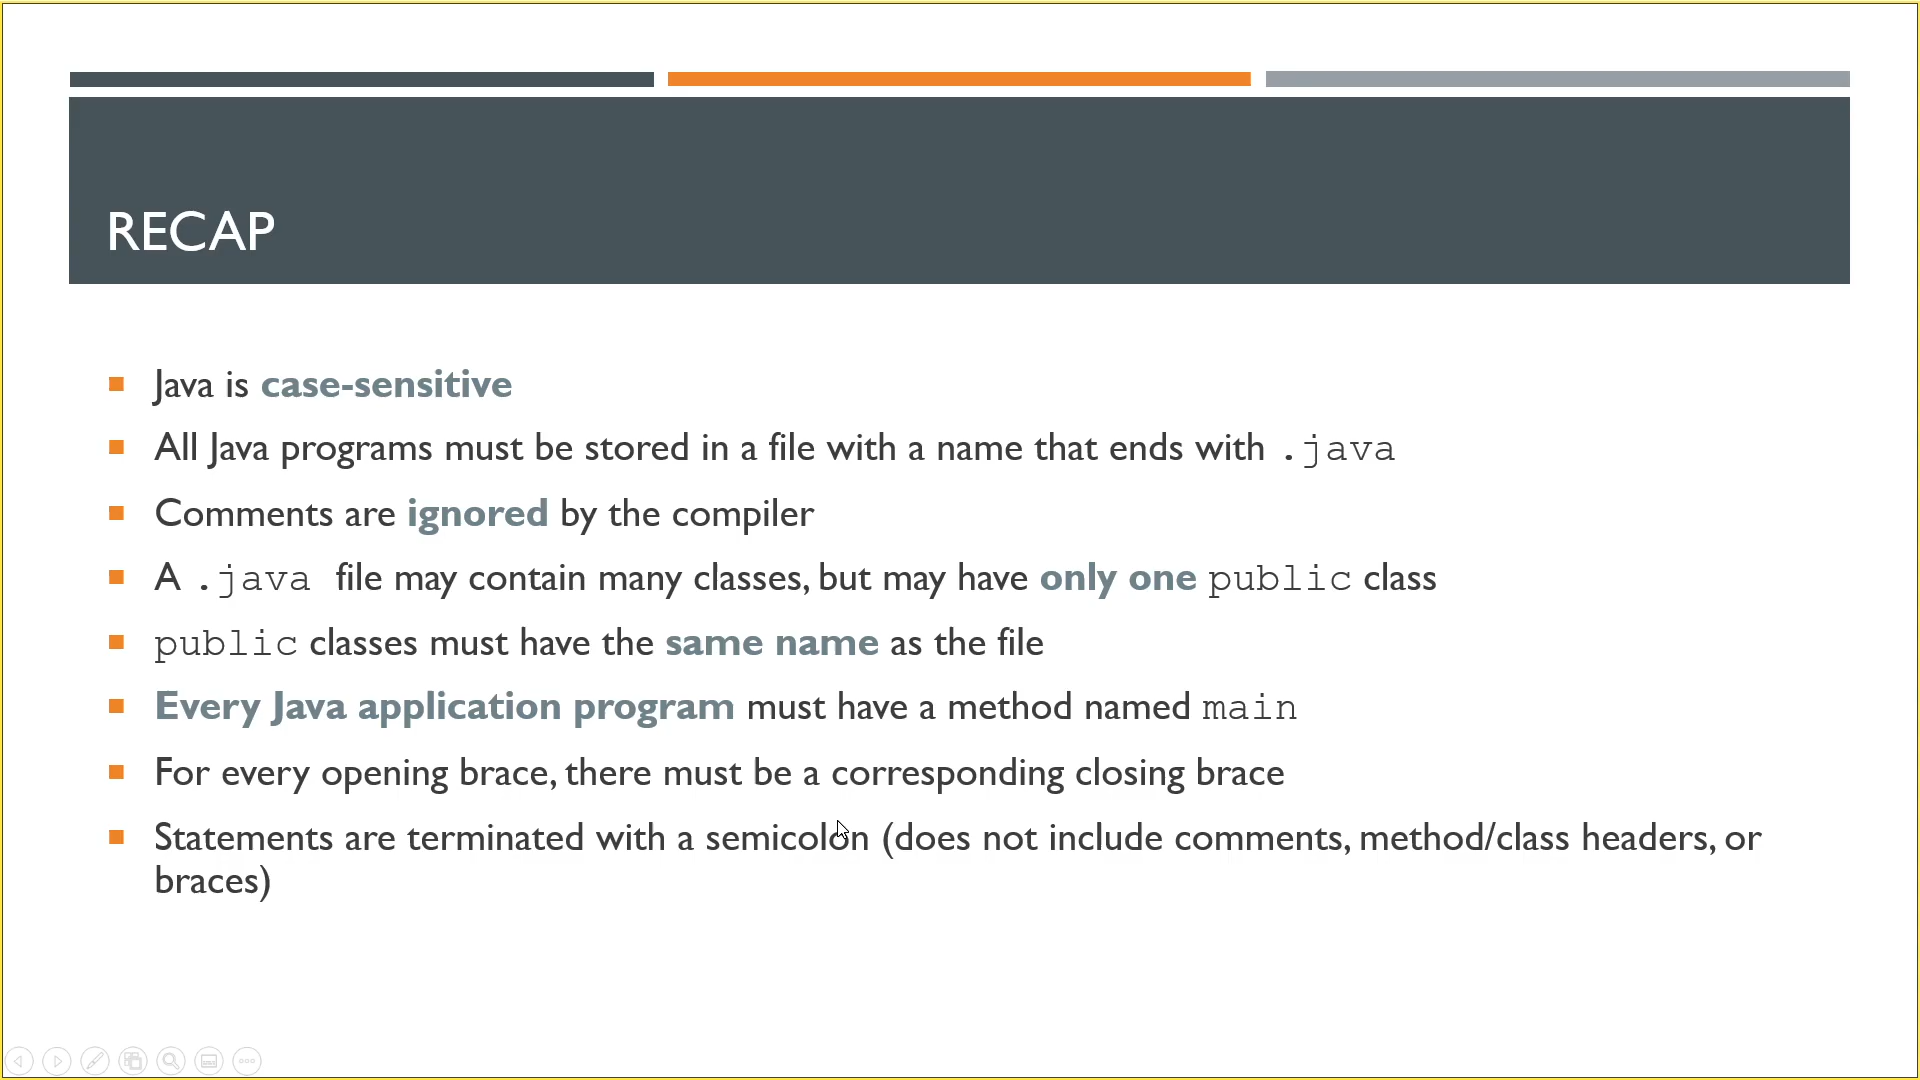 RECAP
Java is case-sensitive
All Java programs must be stored in a file with a name that ends with .java
Comments are ignored by the compiler
A .java file may contain many classes, but may have only one public class
public classes must have the same name as the file
Every Java application program must have a method named main
For every opening brace, there must be a corresponding closing brace
Statements are terminated with a semicolon (does not include comments, method/class headers, or
braces)